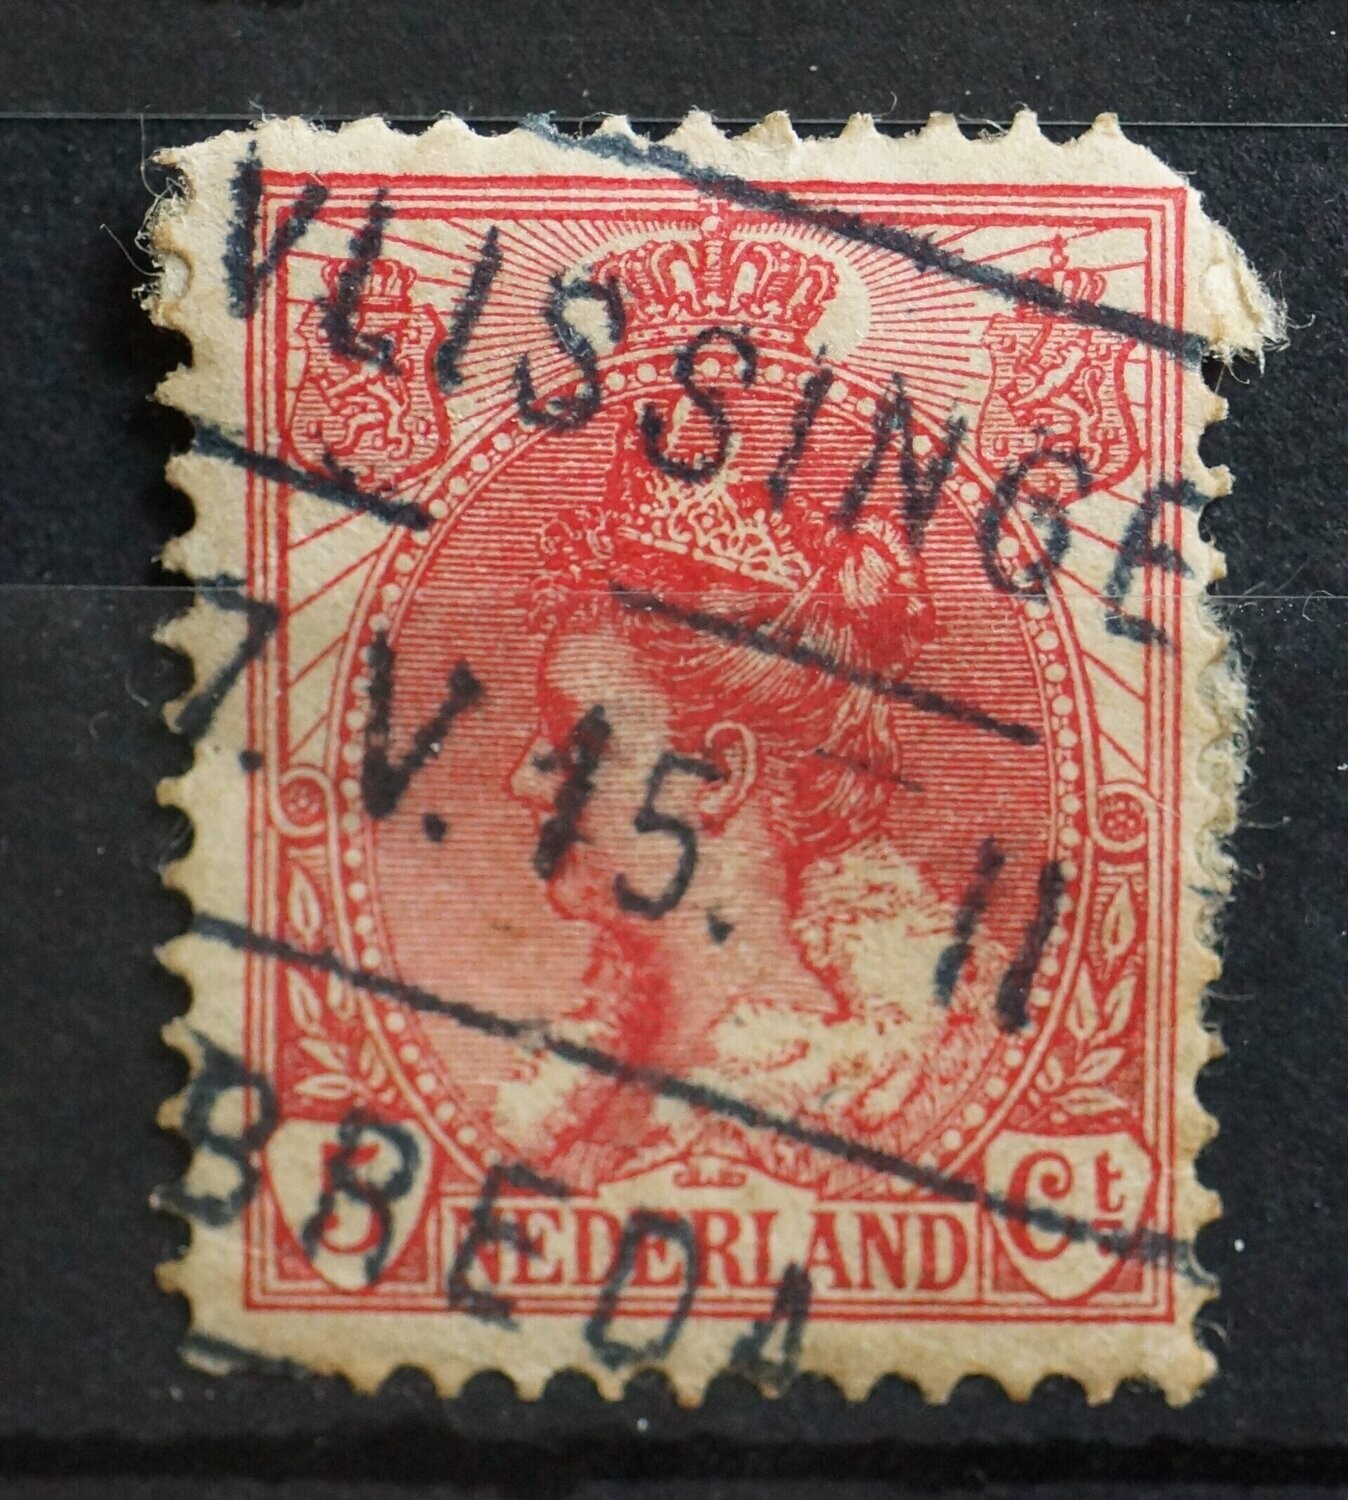 VLISSINGE
7.V.15. 11
BREDA
5
NEDERLAND
Ct